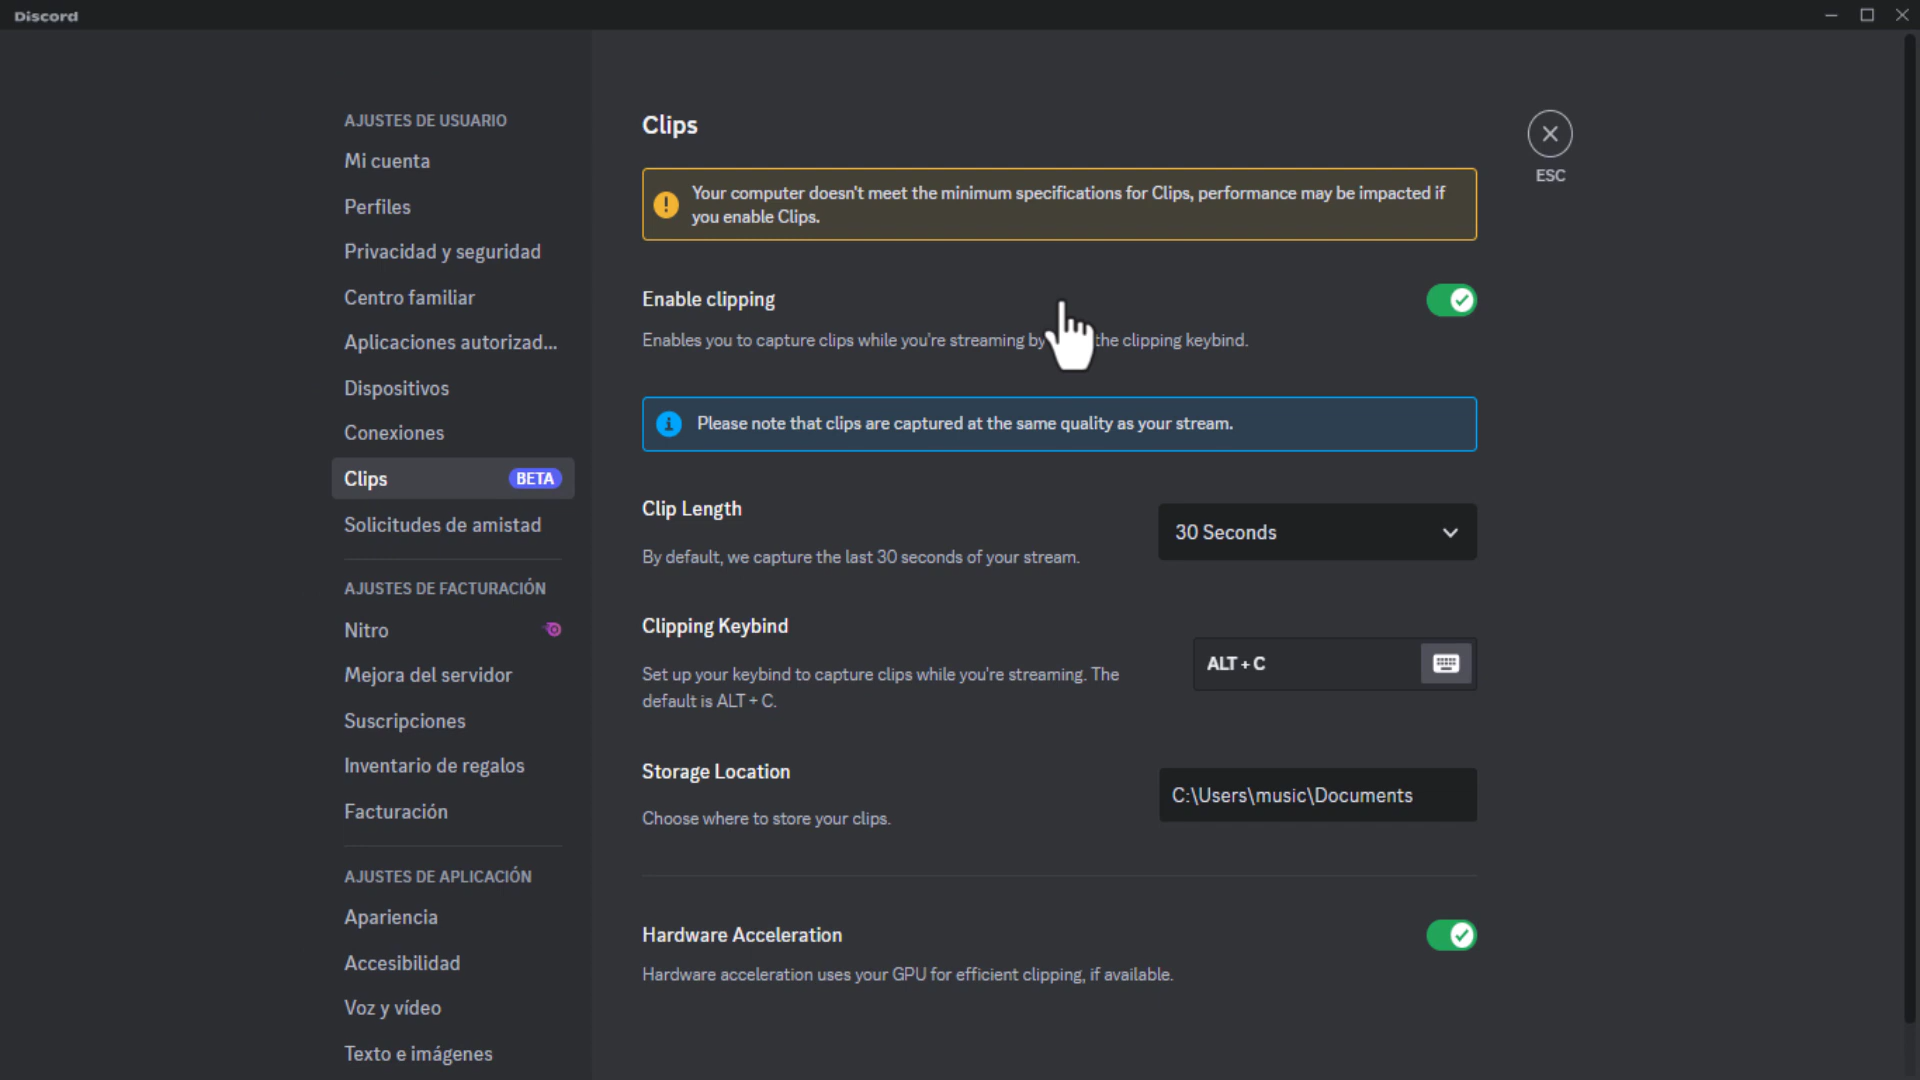 Discord
AJUSTES DE USUARIO
Mi cuenta
Perfiles
Privacidad y seguridad
Centro familiar
Aplicaciones autorizad...
Dispositivos
Conexiones
Clips BETA
Solicitudes de amistad
AJUSTES DE FACTURACIÓN
Nitro
Mejora del servidor
Suscripciones
Inventario de regalos
Facturación
AJUSTES DE APLICACIÓN
Apariencia
Accesibilidad
Voz y vídeo
Texto e imágenes
Clips
Your computer doesn't meet the minimum specifications for Clips, performance may be impacted if
you enable Clips.
Enable clipping
Enables you to capture clips while you're streaming by the clipping keybind.
Please note that clips are captured at the same quality as your stream.
Clip Length
30 Seconds
By default, we capture the last 30 seconds of your stream.
Clipping Keybind
ALT + C
Set up your keybind to capture clips while you're streaming. The
default is ALT + C.
Storage Location
C:\Users\music\Documents
Choose where to store your clips.
Hardware Acceleration
Hardware acceleration uses your GPU for efficient clipping, if available.
ESC